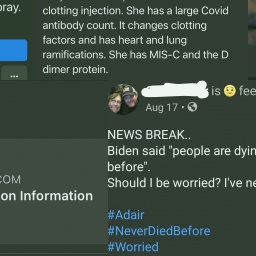 oray.
clotting injection. She has a large Covid
antibody count. It changes clotting
factors and has heart and lung
ramifications. She has MIS-C and the D
dimer protein.
...
is 😟 fee
Aug 17 •
NEWS BREAK..
Biden said "people are dyin
before".
Should I be worried? I've ne
COM
on Information
#Adair
#NeverDiedBefore
#Worried